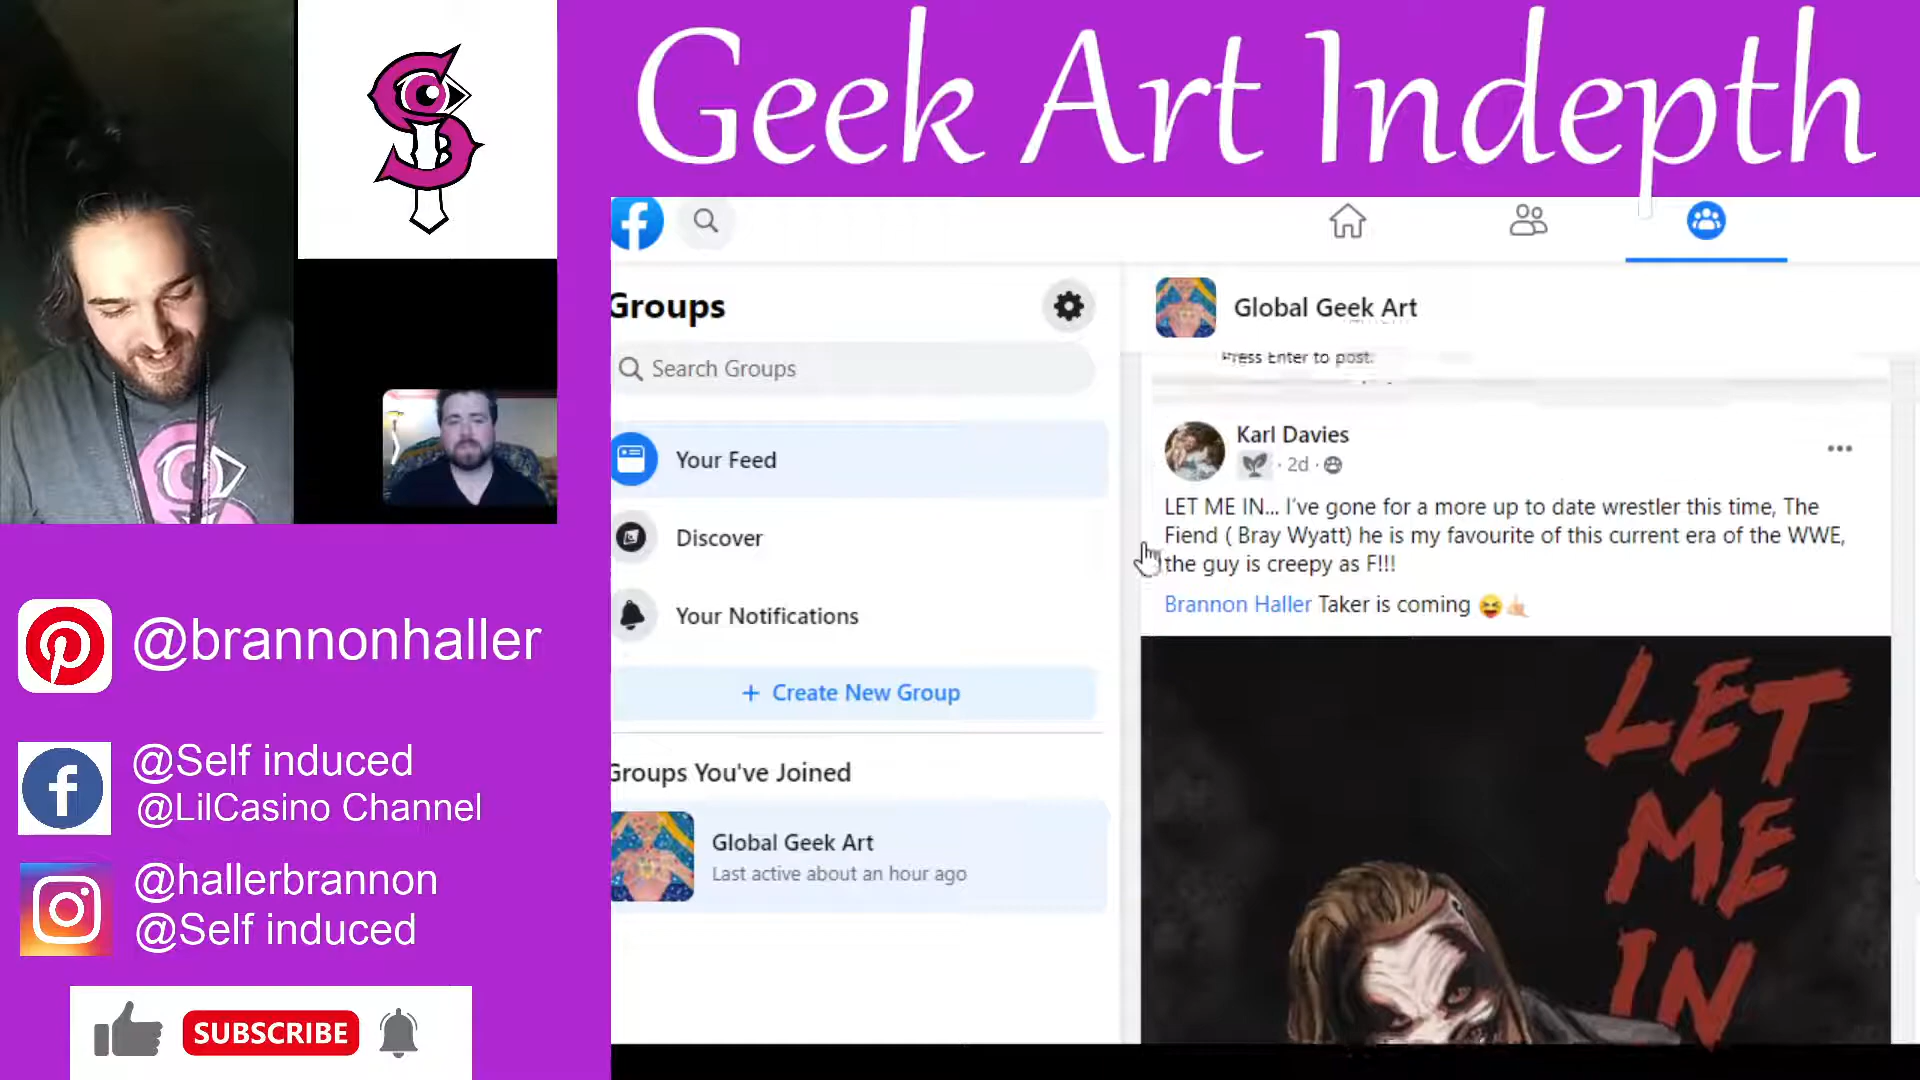 Geek Art Indepth
Groups
Search Groups
Your Feed
Discover
Your Notifications
+ Create New Group
Groups You've Joined
Global Geek Art
Last active about an hour ago
Global Geek Art
Press Enter to post.
Karl Davies
· 2d ·
LET ME IN... I've gone for a more up to date wrestler this time, The
Fiend ( Bray Wyatt) he is my favourite of this current era of the WWE,
the guy is creepy as F!!!
Brannon Haller Taker is coming 😝🤙🏻
LET
ME
IN
@brannonhaller
@Self induced
@LilCasino Channel
@hallerbrannon
@Self induced
SUBSCRIBE